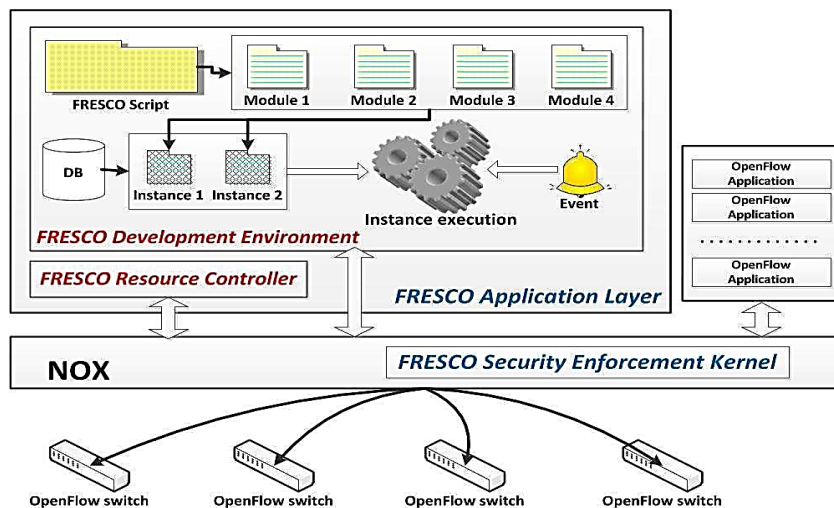 FRESCO Script
Module 1
Module 2
Module 3
Module 4
DB
Instance 1
Instance 2
Instance execution
Event
FRESCO Development Environment
FRESCO Resource Controller
FRESCO Application Layer
OpenFlow
Application
OpenFlow
Application
..............
OpenFlow
Application
NOX
FRESCO Security Enforcement Kernel
OpenFlow switch
OpenFlow switch
OpenFlow switch
OpenFlow switch